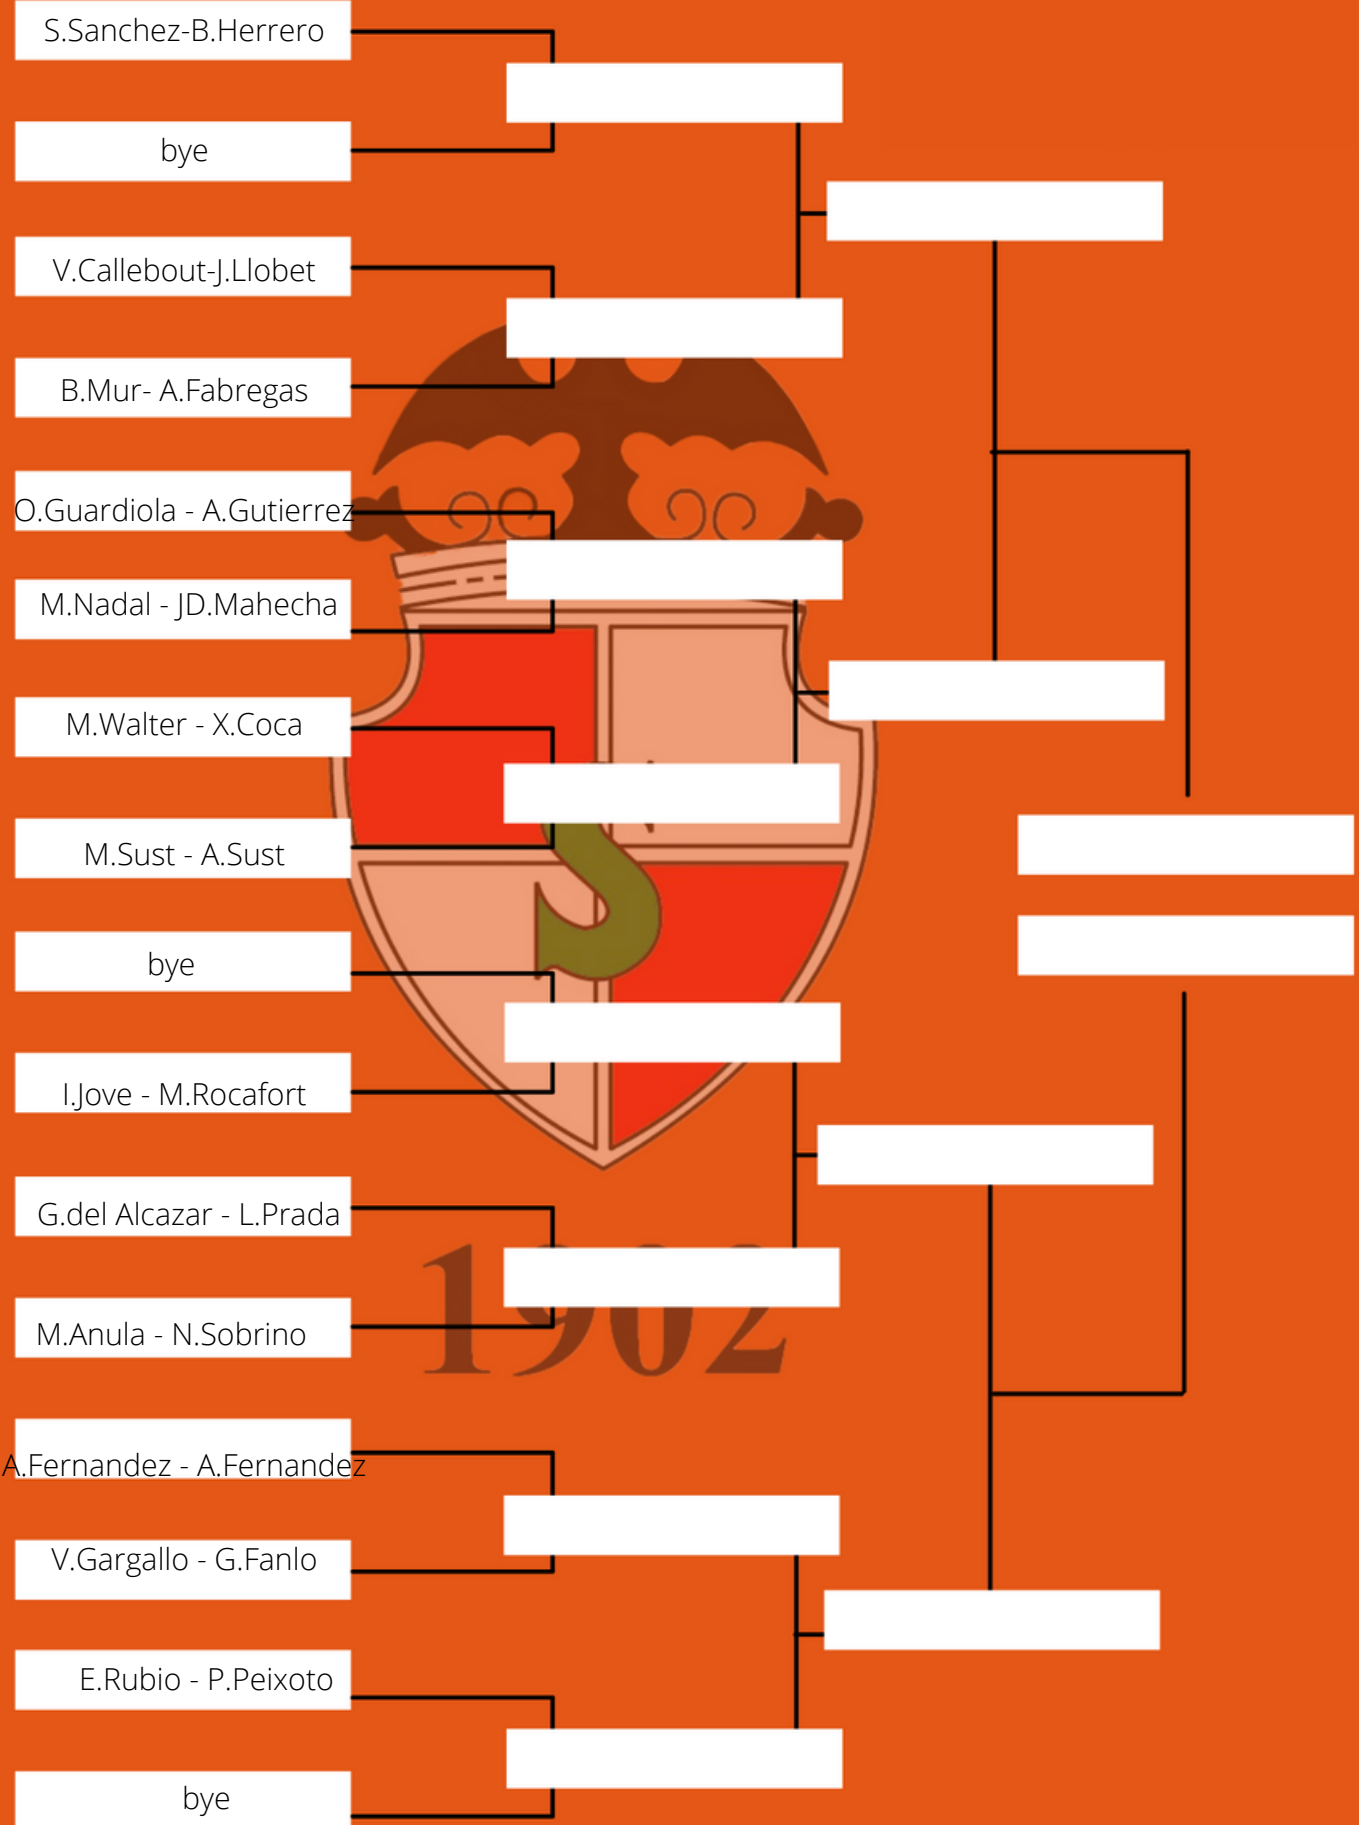 S.Sanchez-B.Herrero
bye
V.Callebout-J.Llobet
B.Mur- A.Fabregas
O.Guardiola - A.Gutierrez
M.Nadal - JD.Mahecha
M.Walter - X.Coca
M.Sust - A.Sust
S
bye
I.Jove - M.Rocafort
G.del Alcazar - L.Prada
1902
M.Anula - N.Sobrino
A.Fernandez - A.Fernandez
V.Gargallo - G.Fanlo
E.Rubio - P.Peixoto
bye